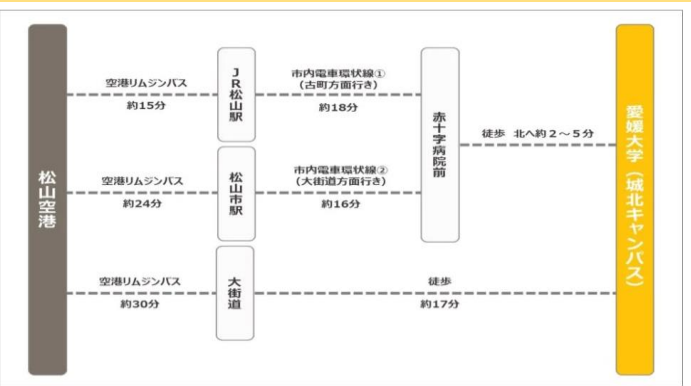 松山空港
空港リムジンバス
約15分
JR松山駅
市内電車環状線①
(古町方面行き)
約18分
空港リムジンバス
約24分
松山市駅
市内電車環状線②
(大街道方面行き)
約16分
赤十字病院前
徒歩 北へ約2～5分
空港リムジンバス
約30分
大街道
徒歩
約17分
愛媛大学(城北キャンパス)